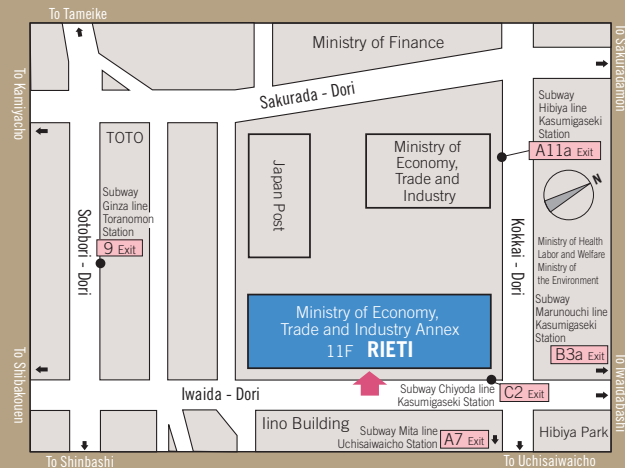 To Tameike
To Sakuradamon
To Kamiyacho
Ministry of Finance
Sakurada - Dori
Subway
Hibiya line
Kasumigaseki
Station
A11a Exit
TOTO
Japan Post
Ministry of
Economy,
Trade and
Industry
N
Subway
Ginza line
Toranomon
Station
9 Exit
Sotobori - Dori
Kokkai - Dori
Ministry of Health
Labor and Welfare
Ministry of
the Environment
Subway
Marunouchi line
Kasumigaseki
Station
B3a Exit
Ministry of Economy,
Trade and Industry Annex
11F RIETI
To Shibakouen
To Iwaidabashi
Iwaida - Dori
Subway Chiyoda line
Kasumigaseki Station
C2 Exit
Iino Building
Subway Mita line
Uchisaiwaicho Station
A7 Exit
Hibiya Park
To Shinbashi
To Uchisaiwaicho